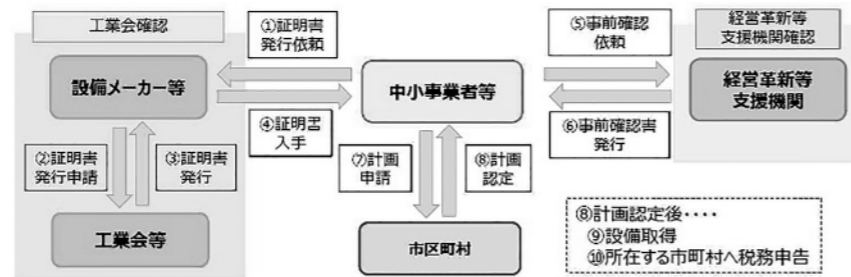 工業会確認
①証明書
発行依頼
⑤事前確認
依頼
経営革新等
支援機関確認
設備メーカー等
中小事業者等
経営革新等
支援機関
④証明書
入手
⑥事前確認書
発行
②証明書
発行申請
③証明書
発行
⑦計画
申請
⑧計画
認定
工業会等
市区町村
⑧計画認定後・・・・
⑨設備取得
⑩所在する市町村へ税務申告